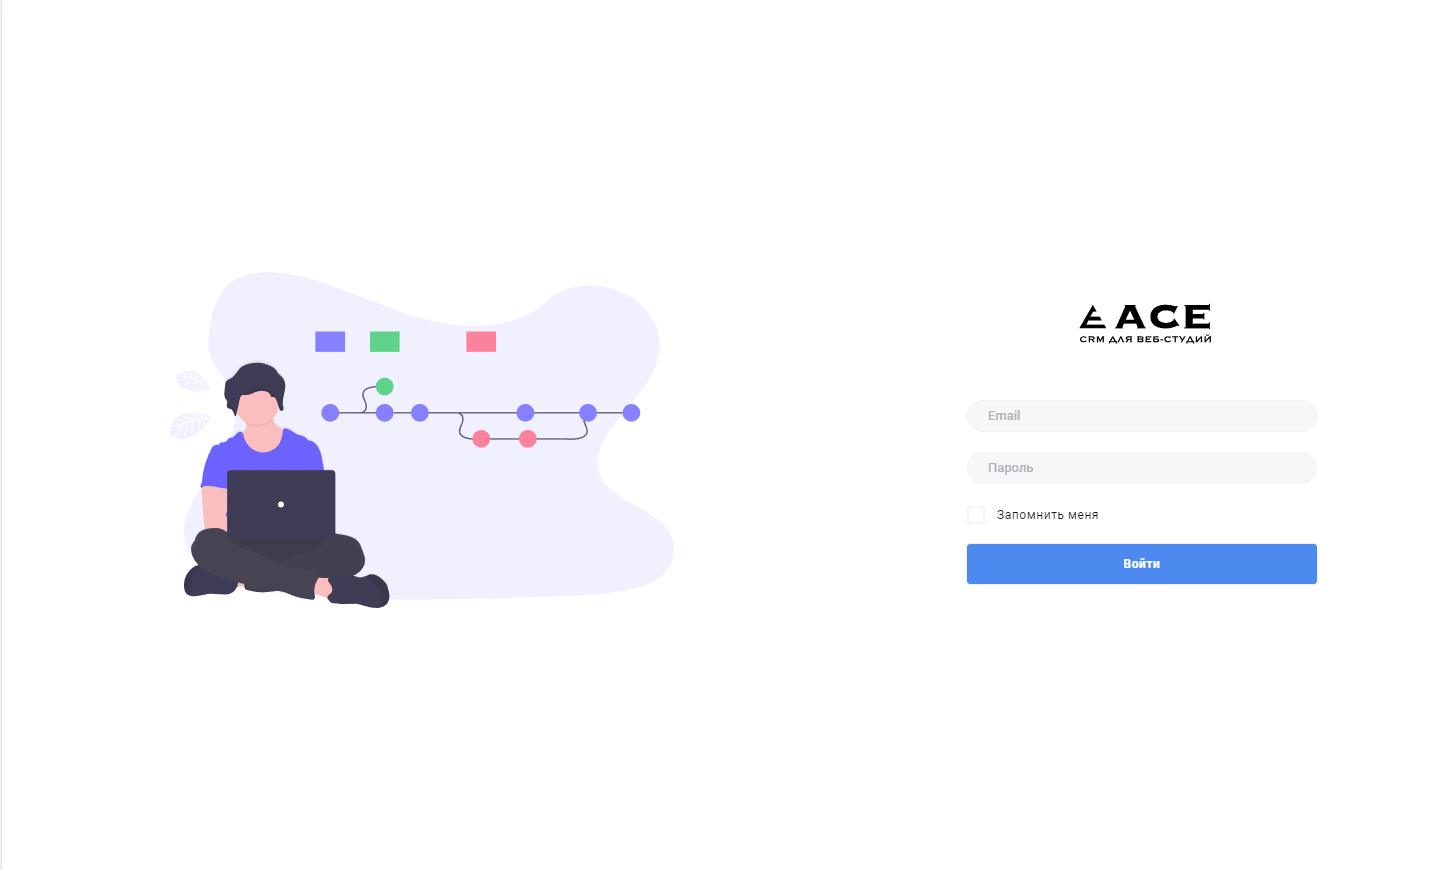 ACE
CRM ДЛЯ ВЕБ-СТУДИЙ
Email
Пароль
Запомнить меня
Войти